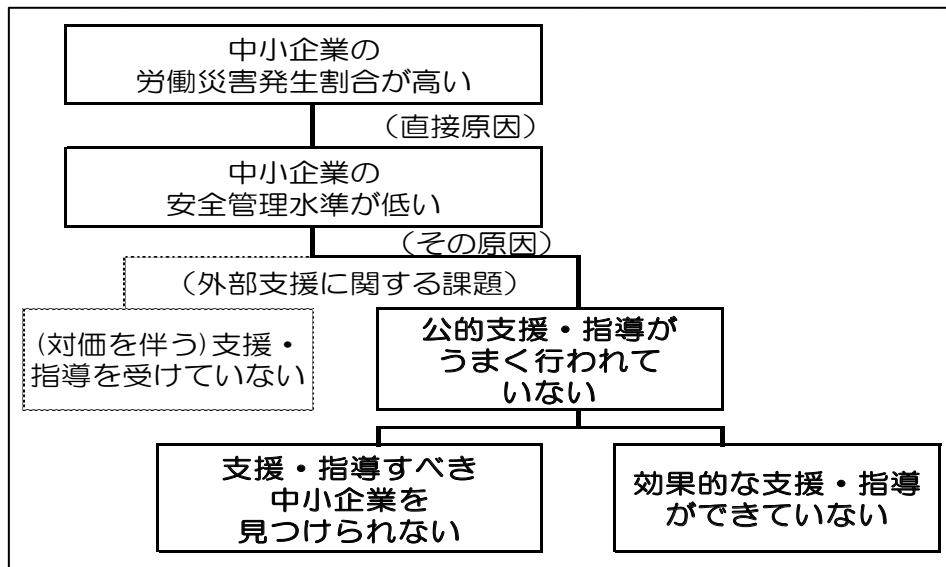 中小企業の
労働災害発生割合が高い
（直接原因）
中小企業の
安全管理水準が低い
（その原因）
（外部支援に関する課題）
(対価を伴う)支援・
指導を受けていない
公的支援・指導が
うまく行われて
いない
支援・指導すべき
中小企業を
見つけられない
効果的な支援・指導
ができていない